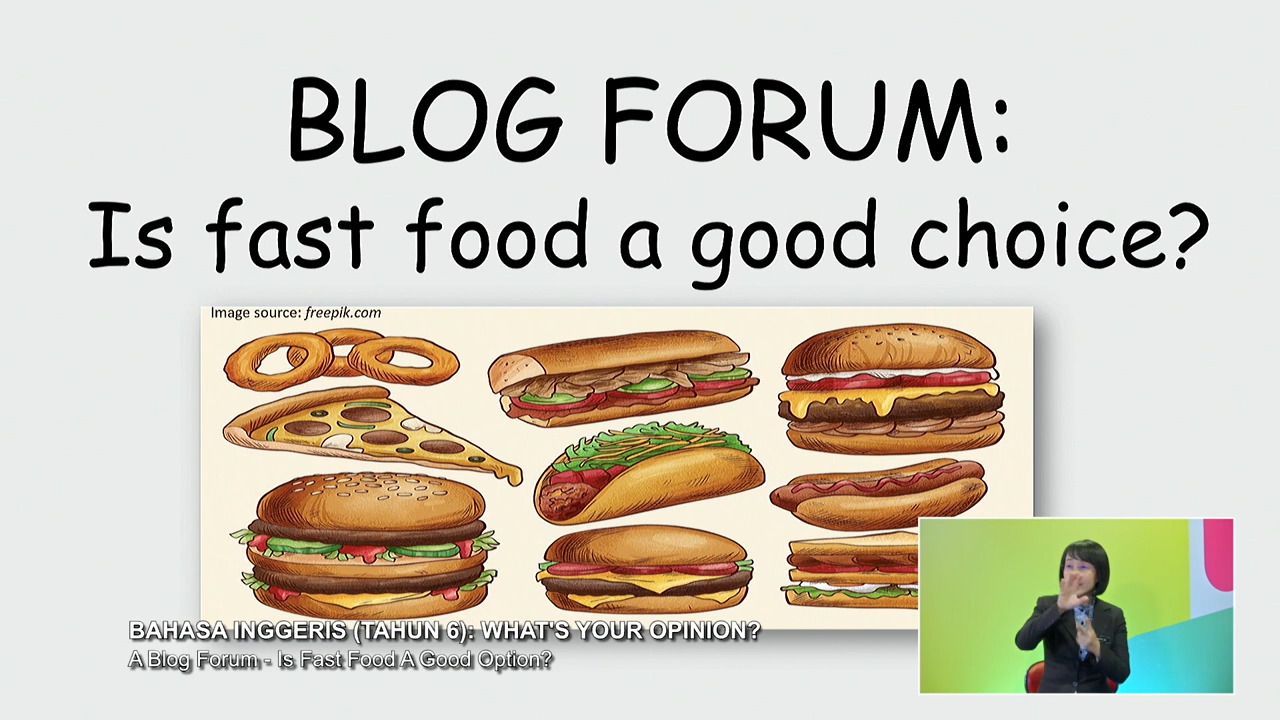 BLOG FORUM:
Is fast food a good choice?
Image source: freepik.com
BAHASA INGGERIS (TAHUN 6): WHAT'S YOUR OPINION?
A Blog Forum - Is Fast Food A Good Option?